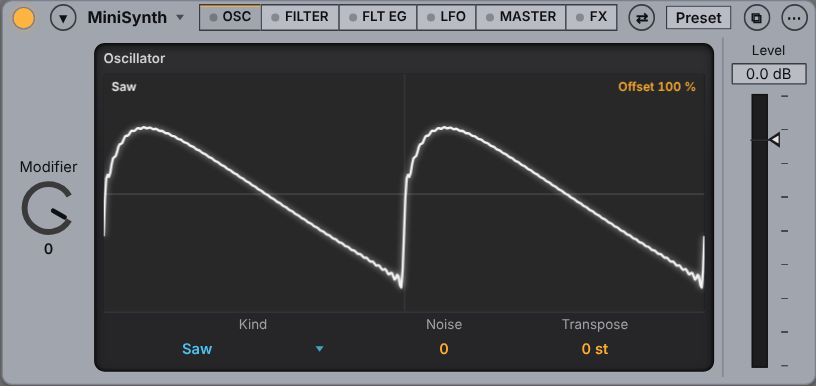 MiniSynth
OSC
FILTER
FLT EG
LFO
MASTER
FX
Preset
Level
0.0 dB
Oscillator
Saw
Offset 100 %
Modifier
0
Kind
Noise
Transpose
Saw
0
0 st